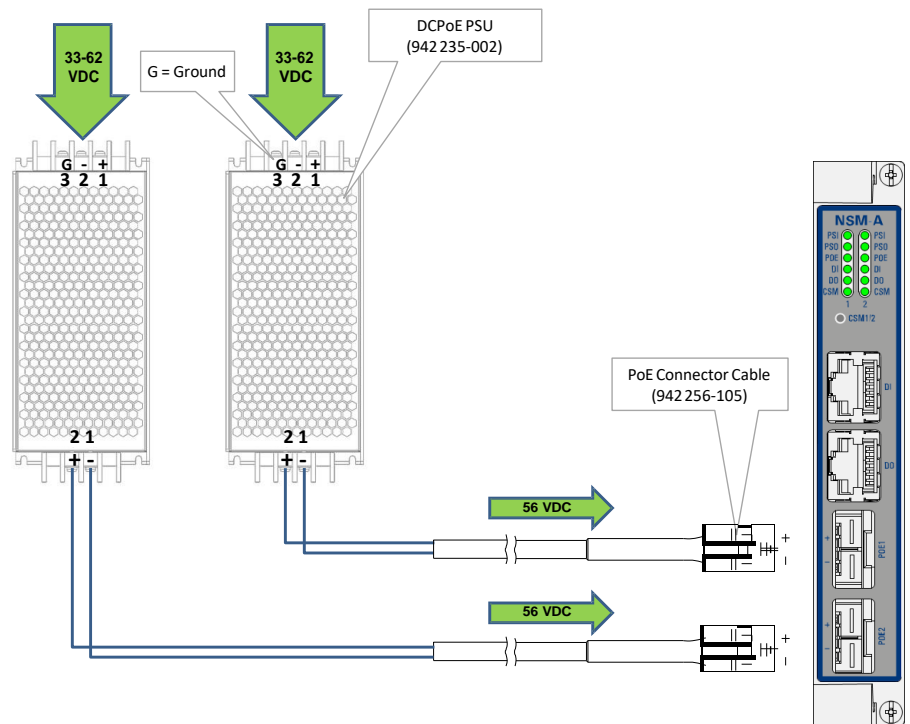 33-62
VDC
G = Ground
33-62
VDC
DCPoE PSU
(942 235-002)
G - +
3 2 1
G - +
3 2 1
2 1
+ -
2 1
+ -
56 VDC
56 VDC
PoE Connector Cable
(942 256-105)
+
-
+
-
NSM-A
PSI PSI
PSO PSO
POE POE
DI DI
DO DO
CSM CSM
1 2
CSM1/2
DI
DO
+
-
POE1
+
-
POE2